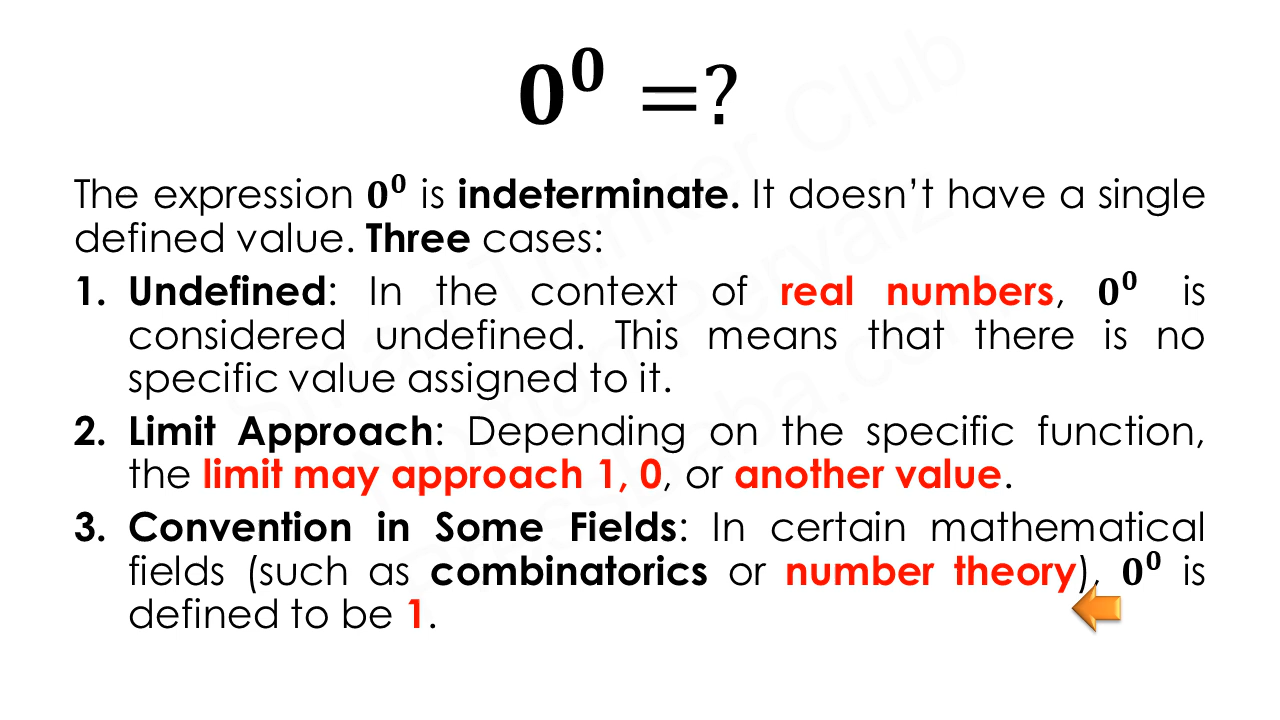 0⁰ =?
The expression 0⁰ is indeterminate. It doesn't have a single
defined value. Three cases:
1. Undefined: In the context of real numbers, 0⁰ is
considered undefined. This means that there is no
specific value assigned to it.
2. Limit Approach: Depending on the specific function,
the limit may approach 1, 0, or another value.
3. Convention in Some Fields: In certain mathematical
fields (such as combinatorics or number theory), 0⁰ is
defined to be 1.